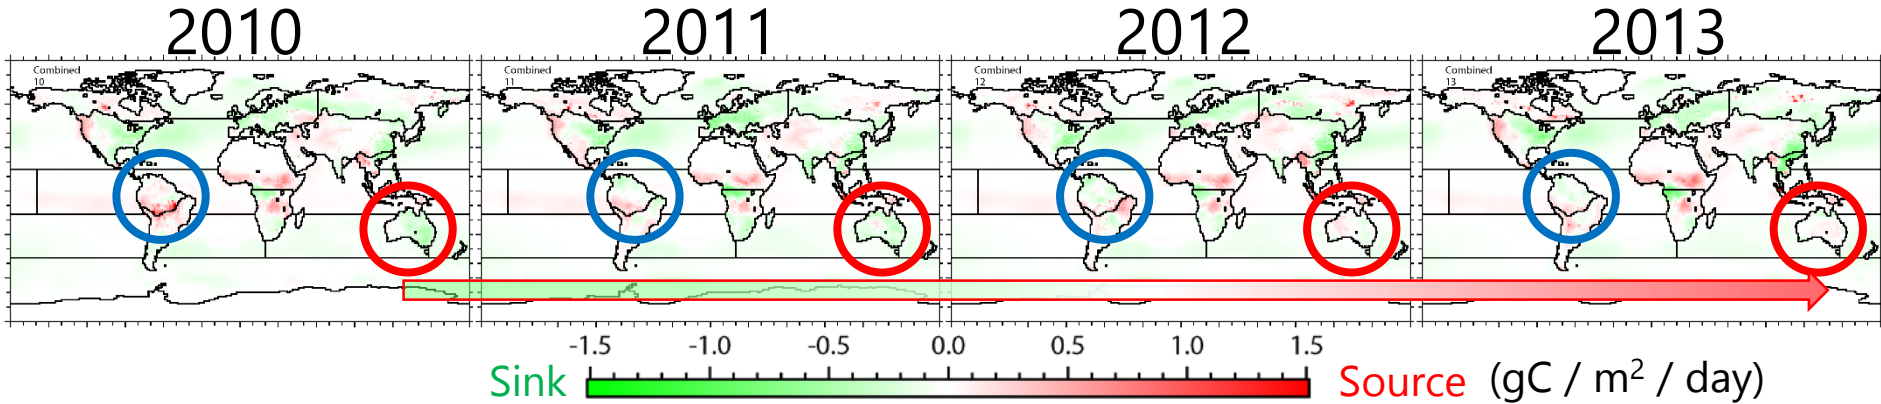 2010 2011 2012 2013
Combined
10
Combined
11
Combined
12
Combined
13
-1.5 -1.0 -0.5 0.0 0.5 1.0 1.5
Sink Source (gC / m² / day)